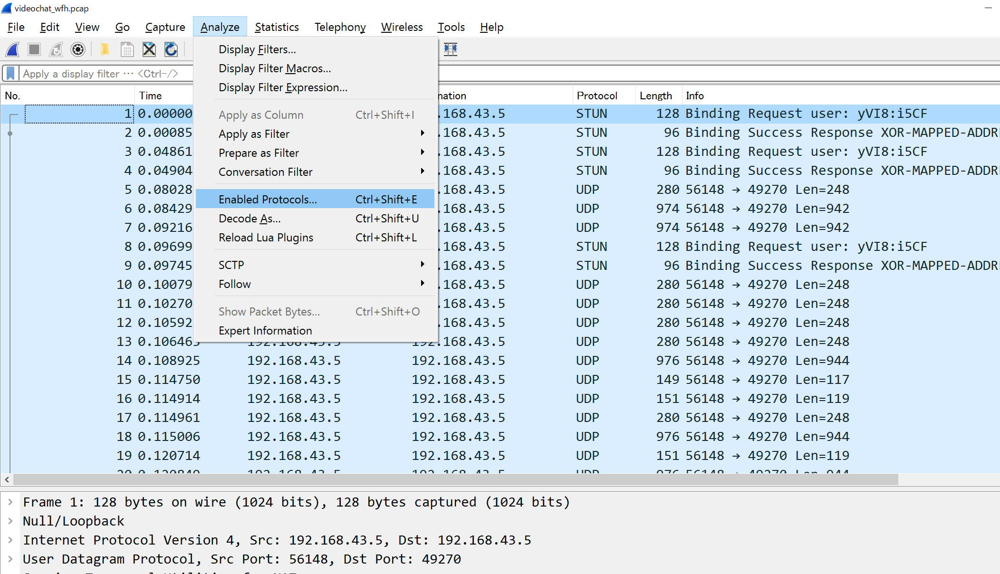 videochat_wfh.pcap
File Edit View Go Capture Analyze Statistics Telephony Wireless Tools Help
Apply a display filter ··· <Ctrl-/>
Display Filters...
Display Filter Macros...
Display Filter Expression...
Apply as Column Ctrl+Shift+I
Apply as Filter
Prepare as Filter
Conversation Filter
Enabled Protocols... Ctrl+Shift+E
Decode As... Ctrl+Shift+U
Reload Lua Plugins Ctrl+Shift+L
SCTP
Follow
Show Packet Bytes... Ctrl+Shift+O
Expert Information
No. Time nation Protocol Length Info
1 0.00000 .168.43.5 STUN 128 Binding Request user: yVI8:i5CF
2 0.00085 .168.43.5 STUN 96 Binding Success Response XOR-MAPPED-ADDR
3 0.04861 .168.43.5 STUN 128 Binding Request user: yVI8:i5CF
4 0.04904 .168.43.5 STUN 96 Binding Success Response XOR-MAPPED-ADDR
5 0.08028 .168.43.5 UDP 280 56148 → 49270 Len=248
6 0.08429 .168.43.5 UDP 974 56148 → 49270 Len=942
7 0.09216 .168.43.5 UDP 974 56148 → 49270 Len=942
8 0.09699 .168.43.5 STUN 128 Binding Request user: yVI8:i5CF
9 0.09745 .168.43.5 STUN 96 Binding Success Response XOR-MAPPED-ADDR
10 0.10079 .168.43.5 UDP 280 56148 → 49270 Len=248
11 0.10270 .168.43.5 UDP 280 56148 → 49270 Len=248
12 0.10592 .168.43.5 UDP 280 56148 → 49270 Len=248
13 0.106465 192.168.43.5 192.168.43.5 UDP 280 56148 → 49270 Len=248
14 0.108925 192.168.43.5 192.168.43.5 UDP 976 56148 → 49270 Len=944
15 0.114750 192.168.43.5 192.168.43.5 UDP 149 56148 → 49270 Len=117
16 0.114914 192.168.43.5 192.168.43.5 UDP 151 56148 → 49270 Len=119
17 0.114961 192.168.43.5 192.168.43.5 UDP 280 56148 → 49270 Len=248
18 0.115006 192.168.43.5 192.168.43.5 UDP 976 56148 → 49270 Len=944
19 0.120714 192.168.43.5 192.168.43.5 UDP 151 56148 → 49270 Len=119
20 0.120849 192.168.43.5 192.168.43.5 UDP 976 56148 → 49270 Len=944
Frame 1: 128 bytes on wire (1024 bits), 128 bytes captured (1024 bits)
Null/Loopback
Internet Protocol Version 4, Src: 192.168.43.5, Dst: 192.168.43.5
User Datagram Protocol, Src Port: 56148, Dst Port: 49270